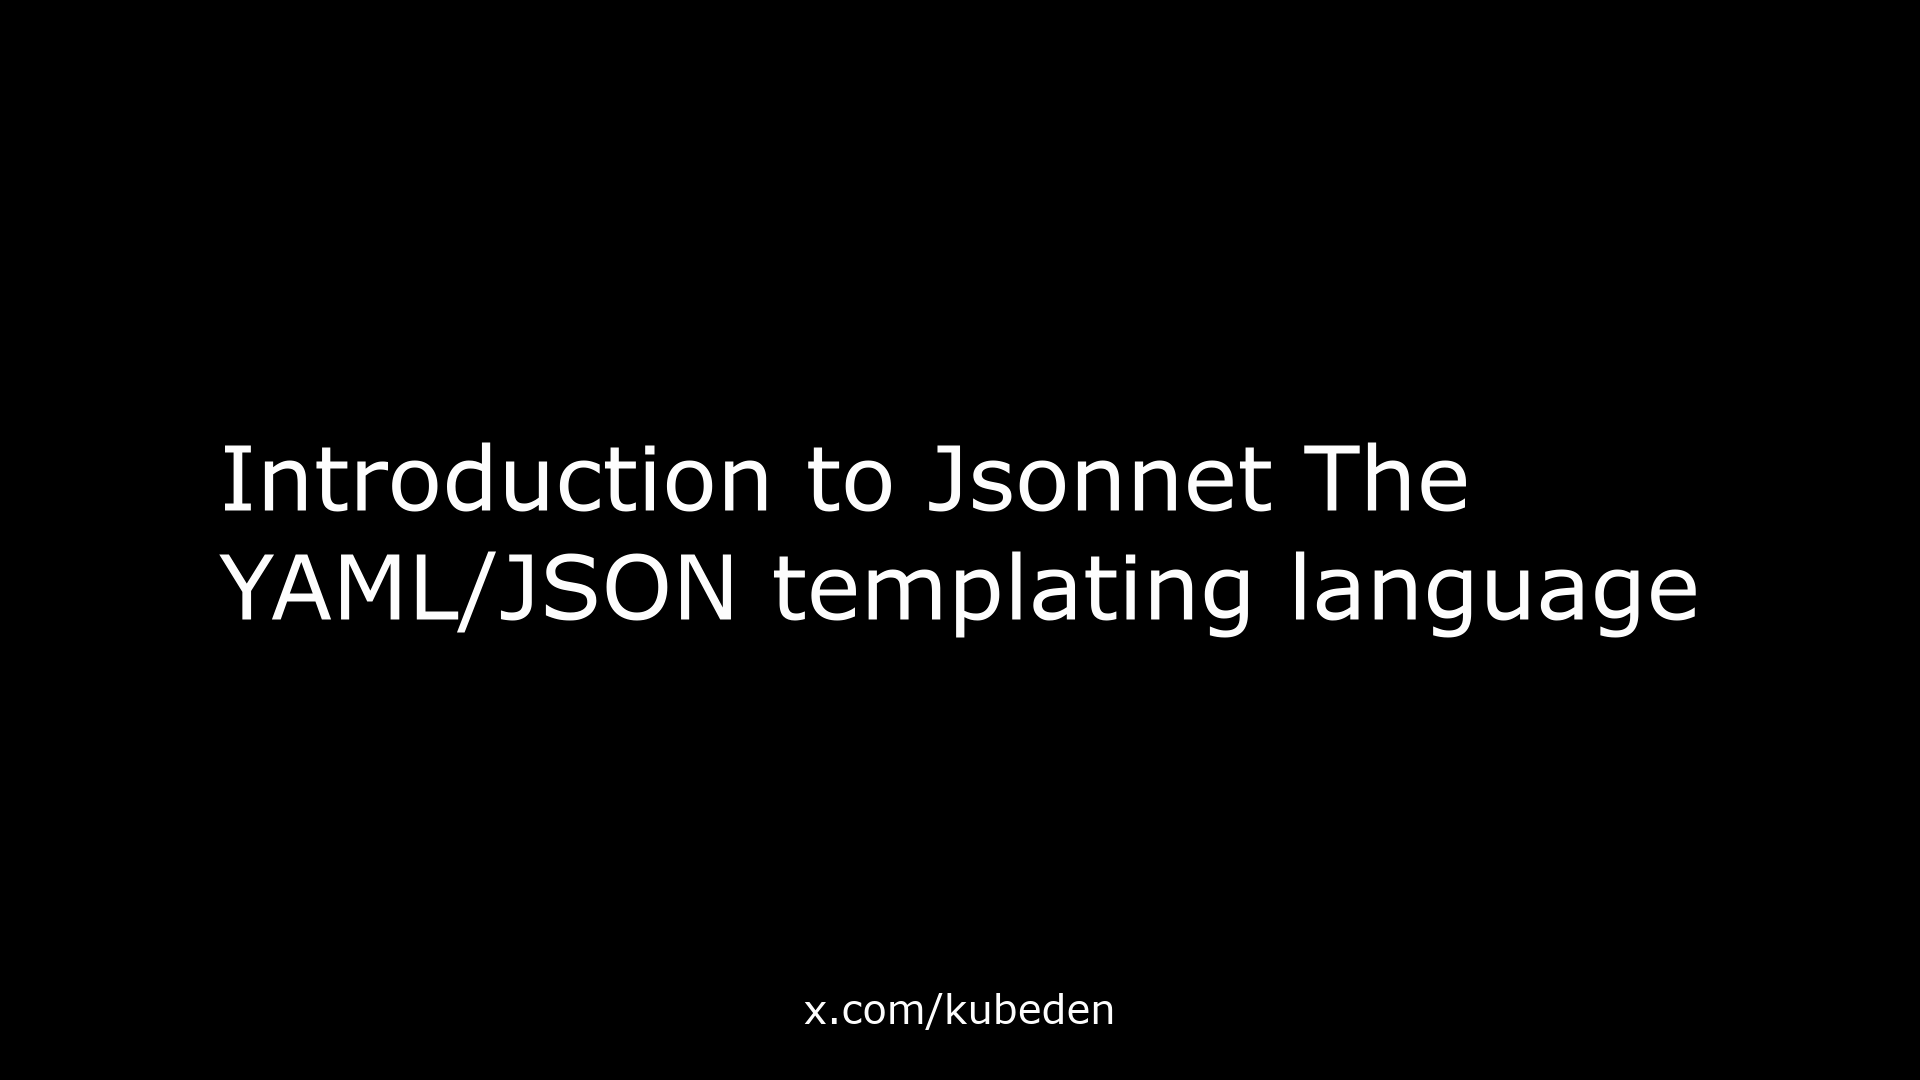 Introduction to Jsonnet The
YAML/JSON templating language
x.com/kubeden